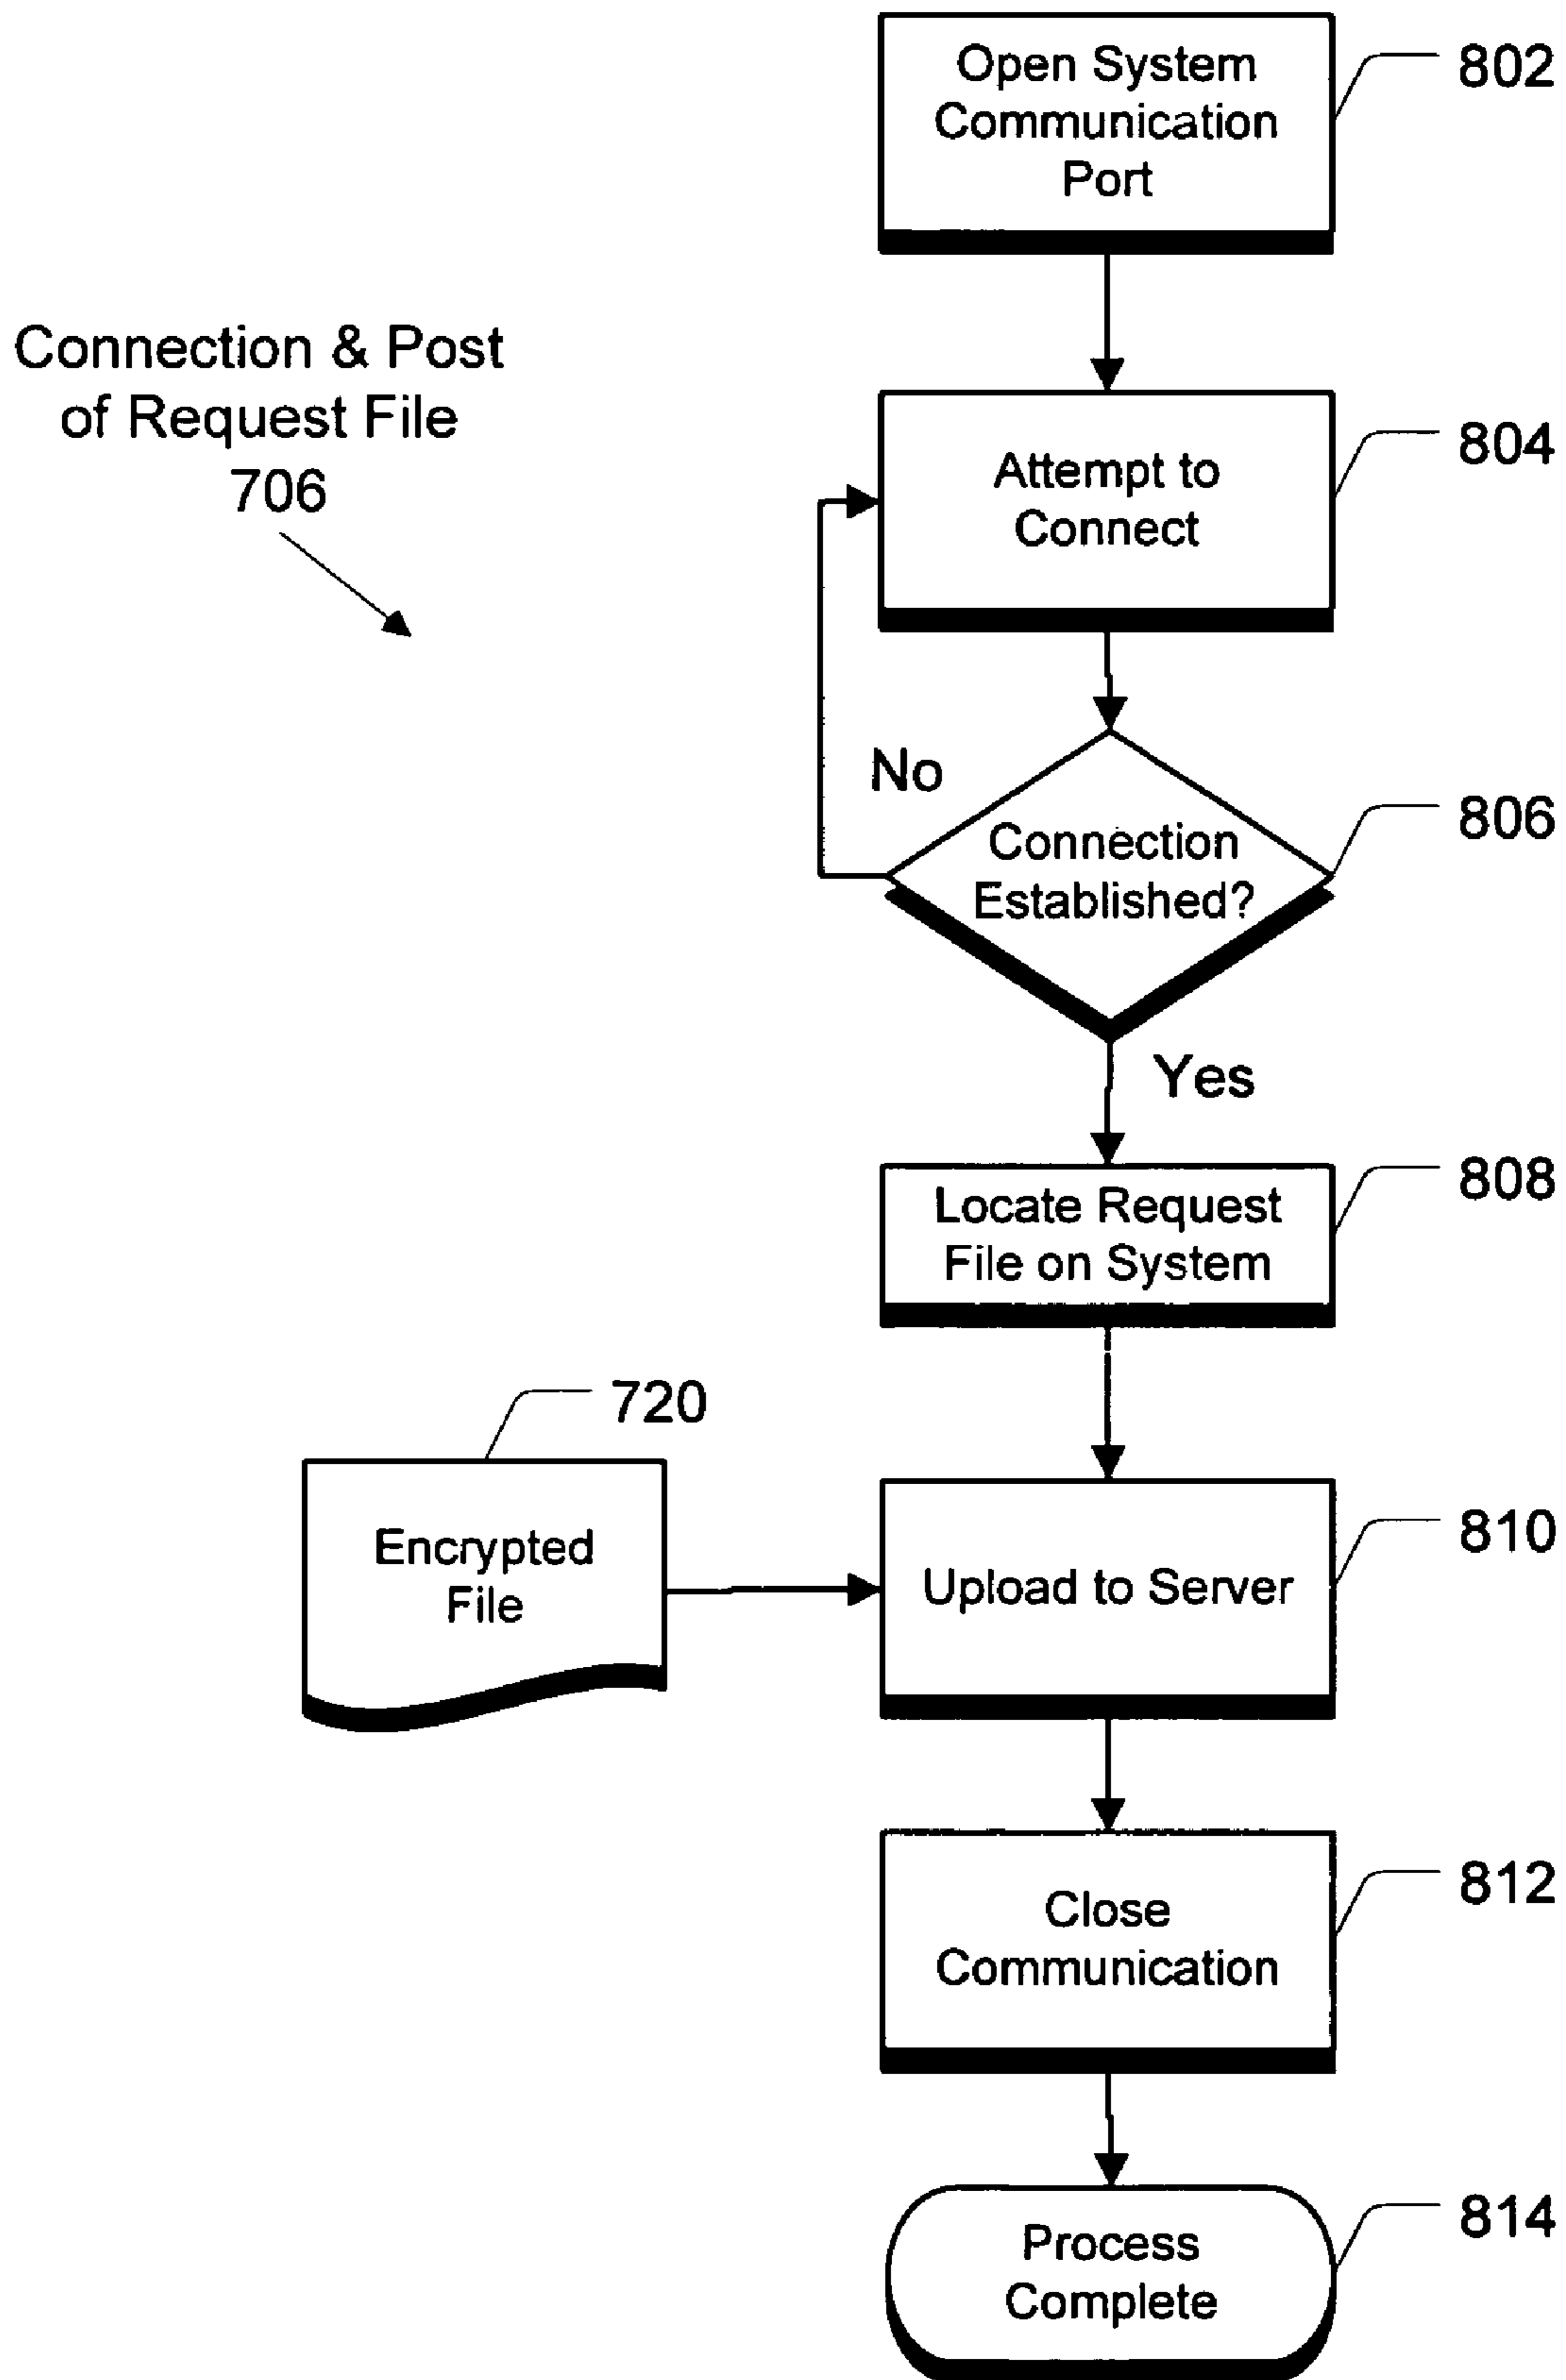 Open System
Communication
Port
802
Connection & Post
of Request File
706
Attempt to
Connect
804
No
Connection
Established?
806
Yes
Locate Request
File on System
808
720
Encrypted
File
Upload to Server
810
Close
Communication
812
Process
Complete
814